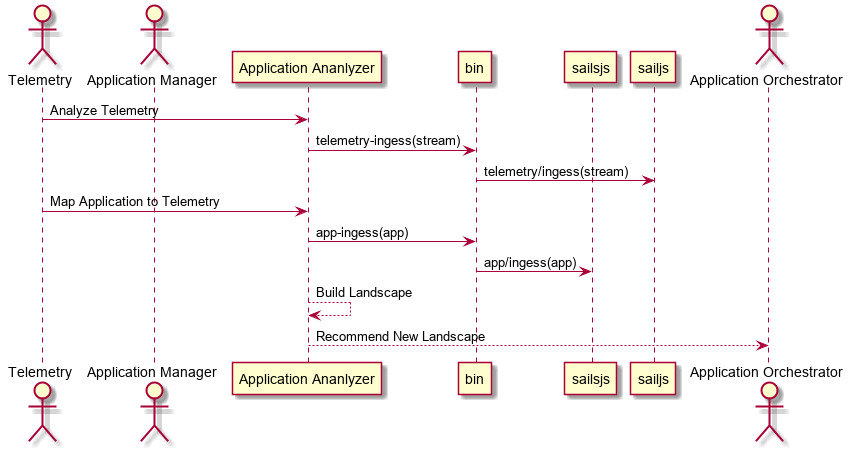 Telemetry
Application Manager
Application Ananlyzer
bin
sailsjs
sailjs
Application Orchestrator
Analyze Telemetry
telemetry-ingess(stream)
telemetry/ingess(stream)
Map Application to Telemetry
app-ingess(app)
app/ingess(app)
Build Landscape
Recommend New Landscape
Telemetry
Application Manager
Application Ananlyzer
bin
sailsjs
sailjs
Application Orchestrator